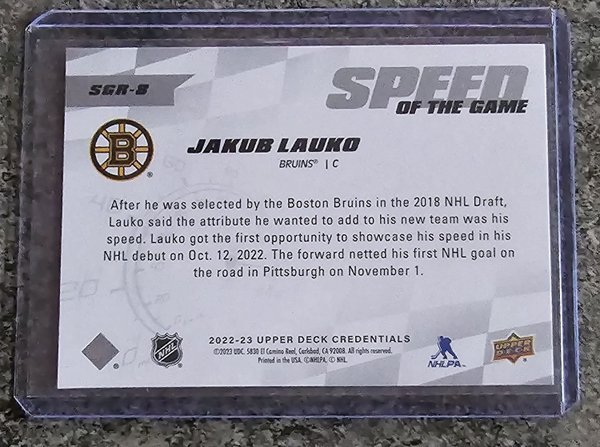 SGR-8
SPEED
OF THE GAME
B
®
JAKUB LAUKO
BRUINS® | C
After he was selected by the Boston Bruins in the 2018 NHL Draft,
Lauko said the attribute he wanted to add to his new team was his
speed. Lauko got the first opportunity to showcase his speed in his
NHL debut on Oct. 12, 2022. The forward netted his first NHL goal on
the road in Pittsburgh on November 1.
2022-23 UPPER DECK CREDENTIALS
©2023 UDC. 5830 El Camino Real, Carlsbad, CA 92008. All rights reserved.
Printed in the USA. ©NHLPA. © NHL.
NHL
NHLPA
UPPER
DECK